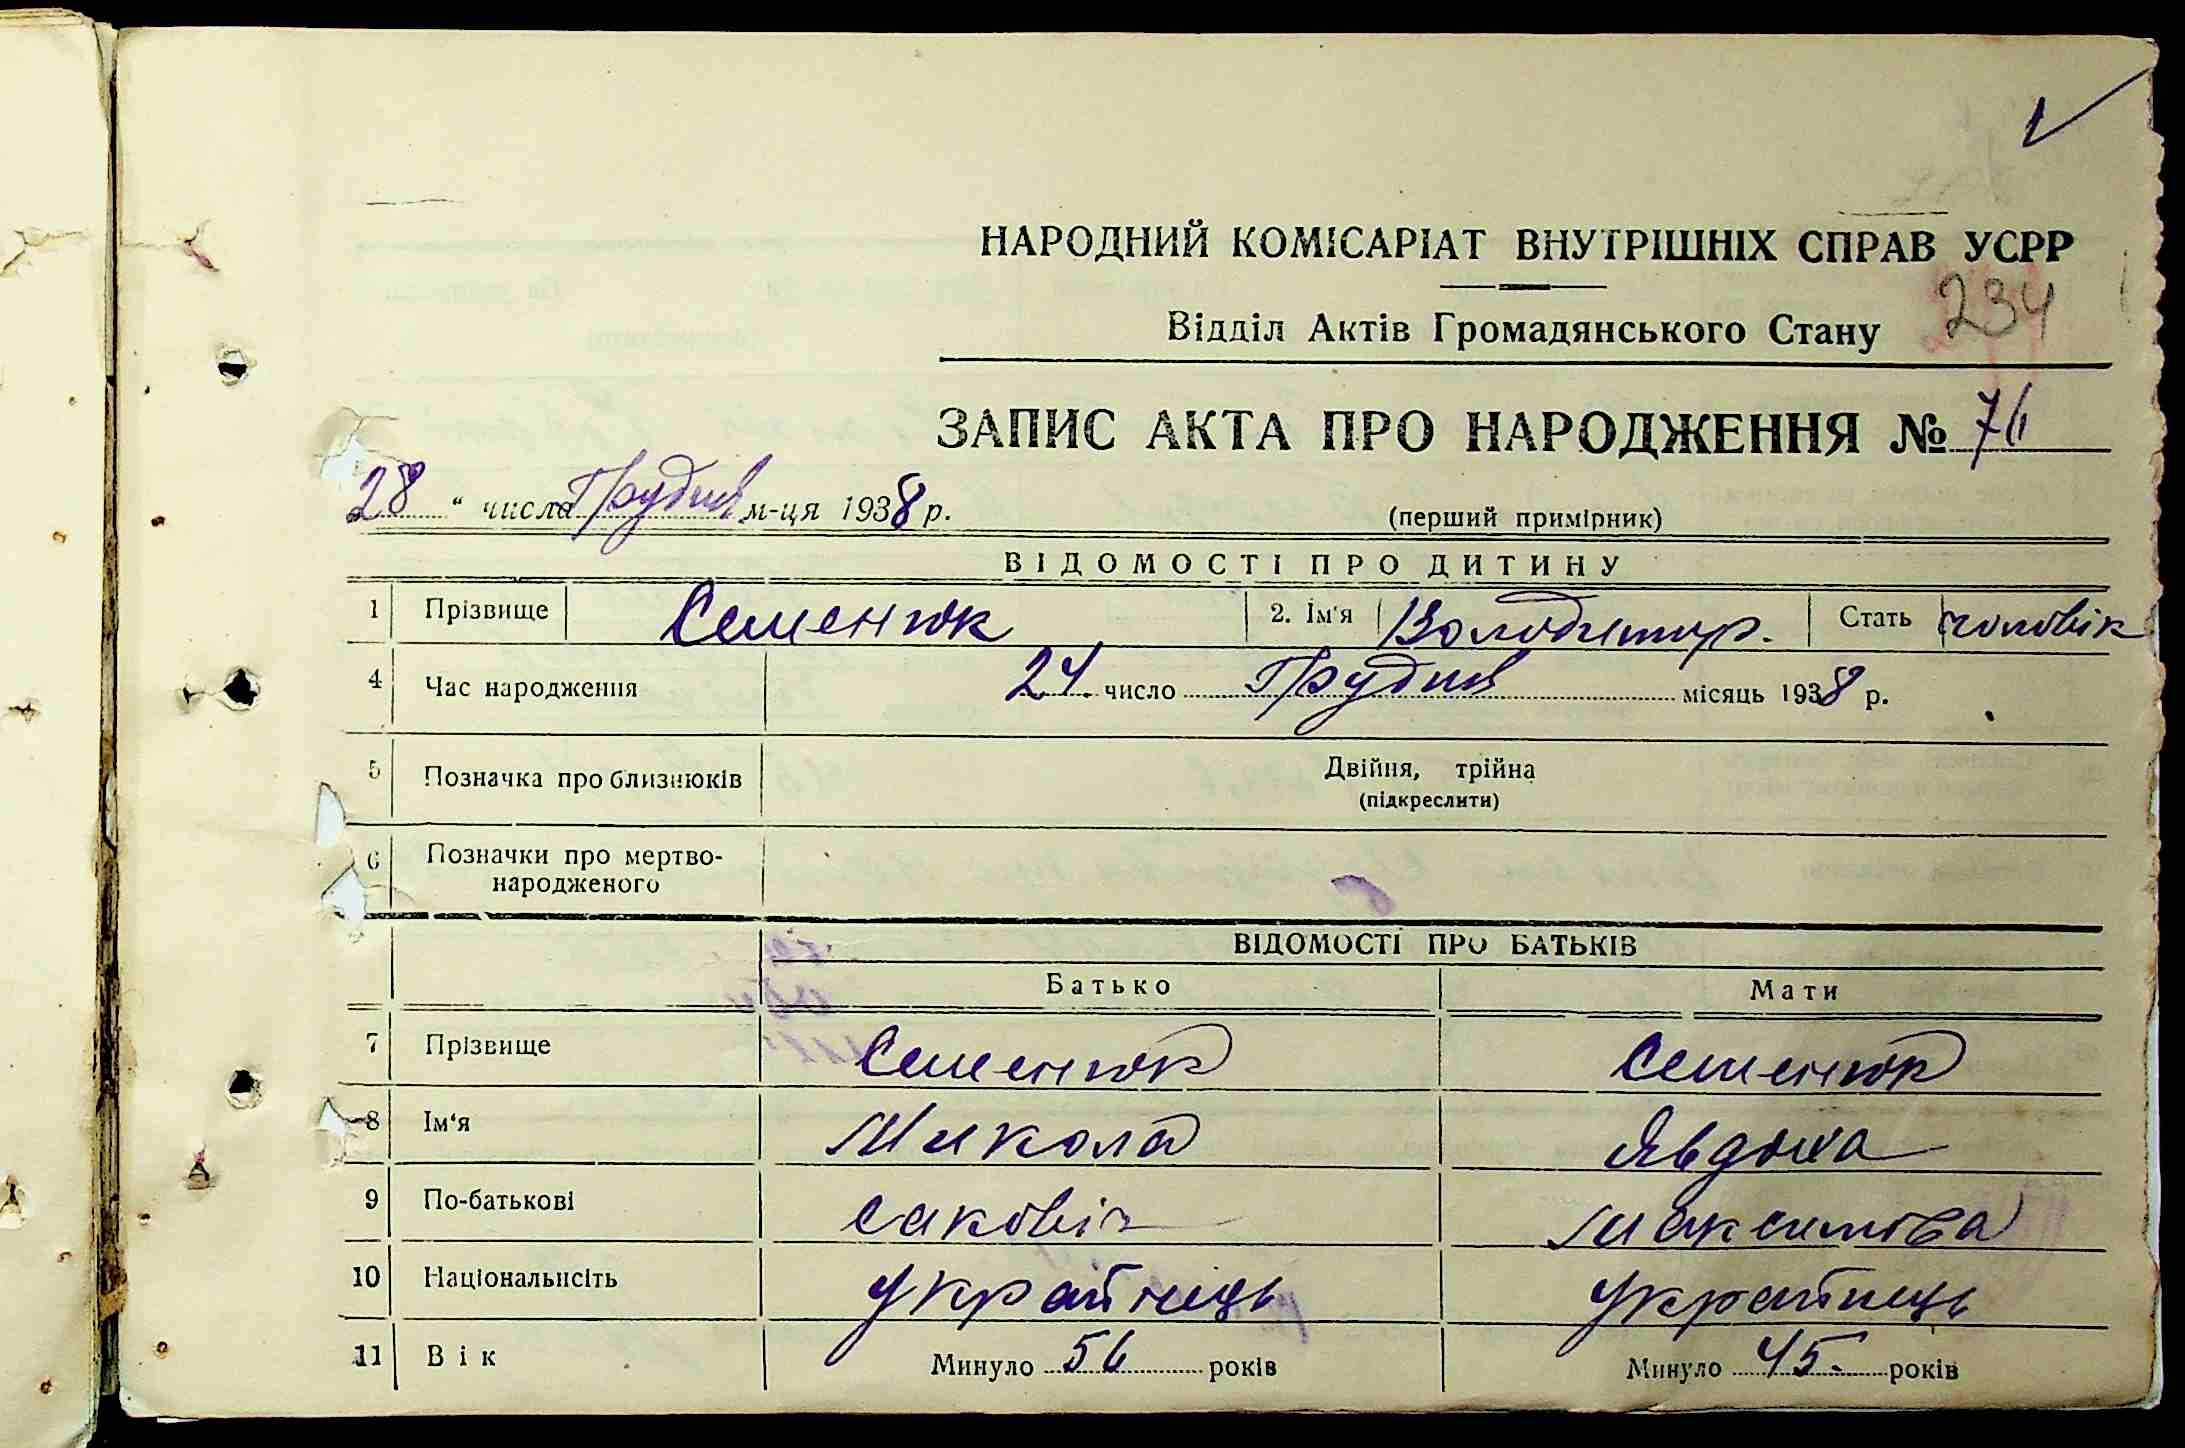 НАРОДНИЙ КОМІСАРІАТ ВНУТРІШНІХ СПРАВ УСРР
Відділ Актів Громадянського Стану 234
ЗАПИС АКТА ПРО НАРОДЖЕННЯ № 76
28 " числа Грудня м-ця 1938 р. (перший примірник)
ВІДОМОСТІ ПРО ДИТИНУ
1 Прізвище Семенюк 2. Ім'я Володимир. Стать чоловік
4 Час народження 24 число Грудня місяць 1938 р.
5 Позначка про близнюків Двійня, трійна
(підкреслити)
6 Позначки про мертво-
народженого
ВІДОМОСТІ ПРО БАТЬКІВ
Батько Мати
7 Прізвище Семенюк Семенюк
8 Ім'я Микола Явдоха
9 По-батькові Саковіч Максимова
10 Національність Українець Українець
11 Вік Минуло 56 років Минуло 45. років